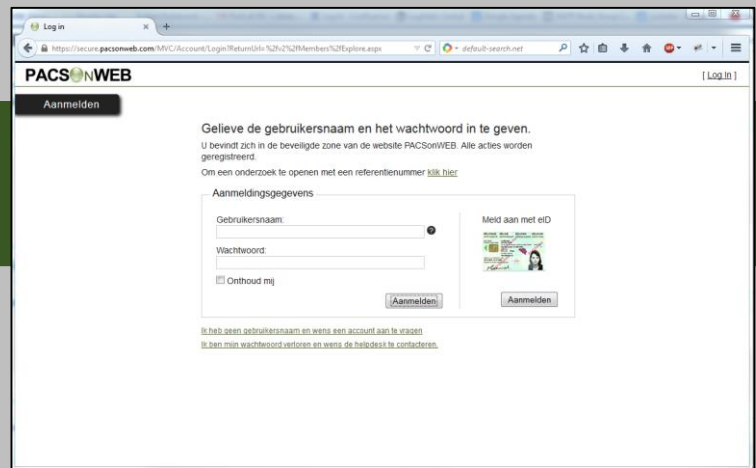 Log in
https://secure.pacsonweb.com/MVC/Account/Login?ReturnUrl=%2fv2%2fMembers%2fExplore.aspx
default-search.net
PACSonWEB
[ Log In ]
Aanmelden
Gelieve de gebruikersnaam en het wachtwoord in te geven.
U bevindt zich in de beveiligde zone van de website PACSonWEB. Alle acties worden
geregistreerd.
Om een onderzoek te openen met een referentienummer klik hier
Aanmeldingsgegevens
Gebruikersnaam:
Wachtwoord:
Onthoud mij
Aanmelden
Meld aan met eID
Aanmelden
Ik heb geen gebruikersnaam en wens een account aan te vragen
Ik ben mijn wachtwoord verloren en wens de helpdesk te contacteren.